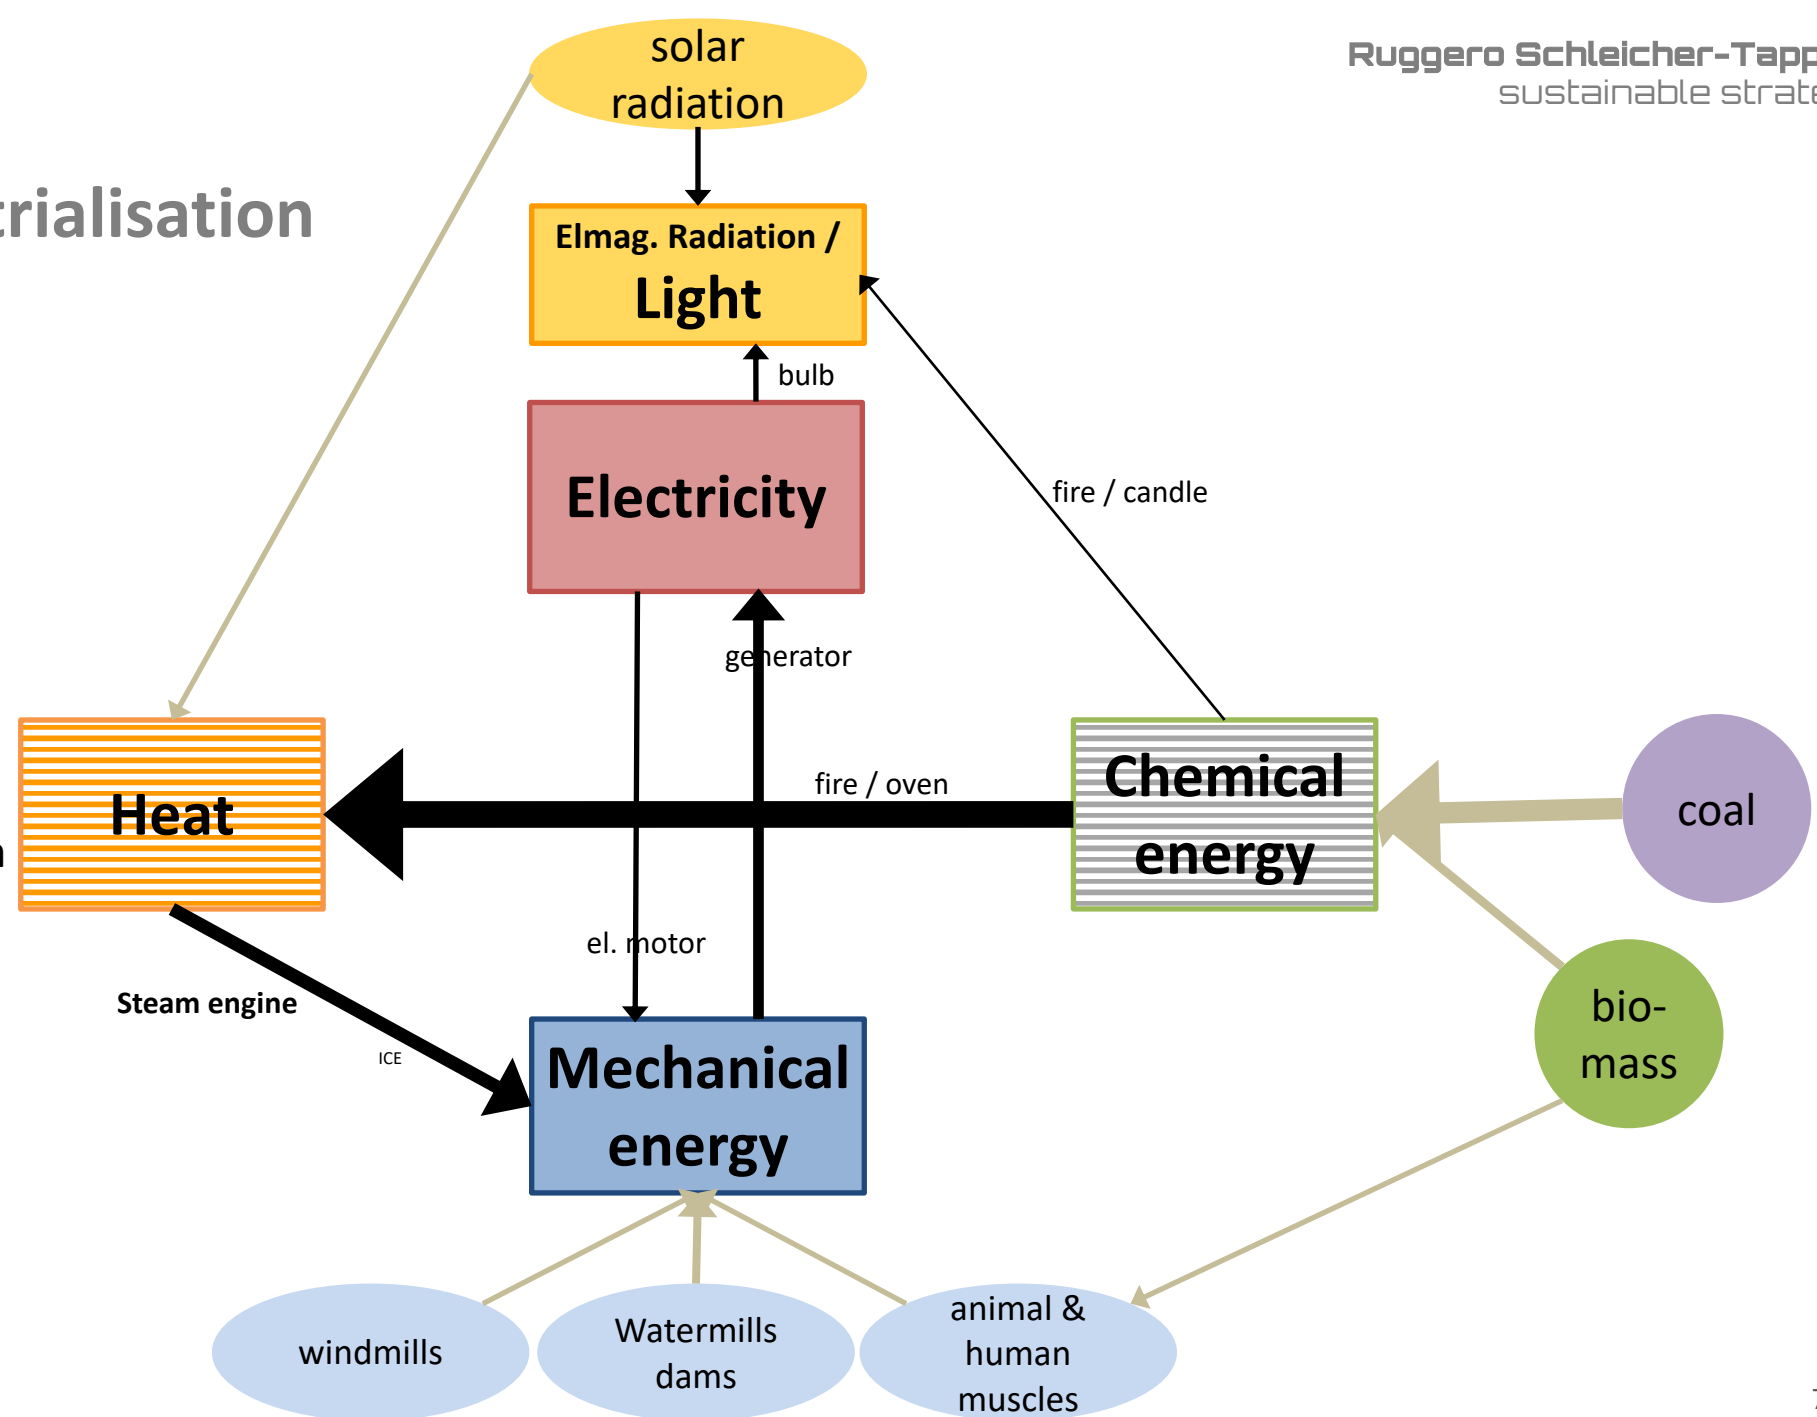 solar
radiation
Ruggero Schleicher-Tapp
sustainable strate
trialisation
Elmag. Radiation /
Light
bulb
Electricity
fire / candle
generator
Heat
fire / oven
Chemical
energy
coal
el. motor
Steam engine
ICE
Mechanical
energy
bio-
mass
windmills
Watermills
dams
animal &
human
muscles